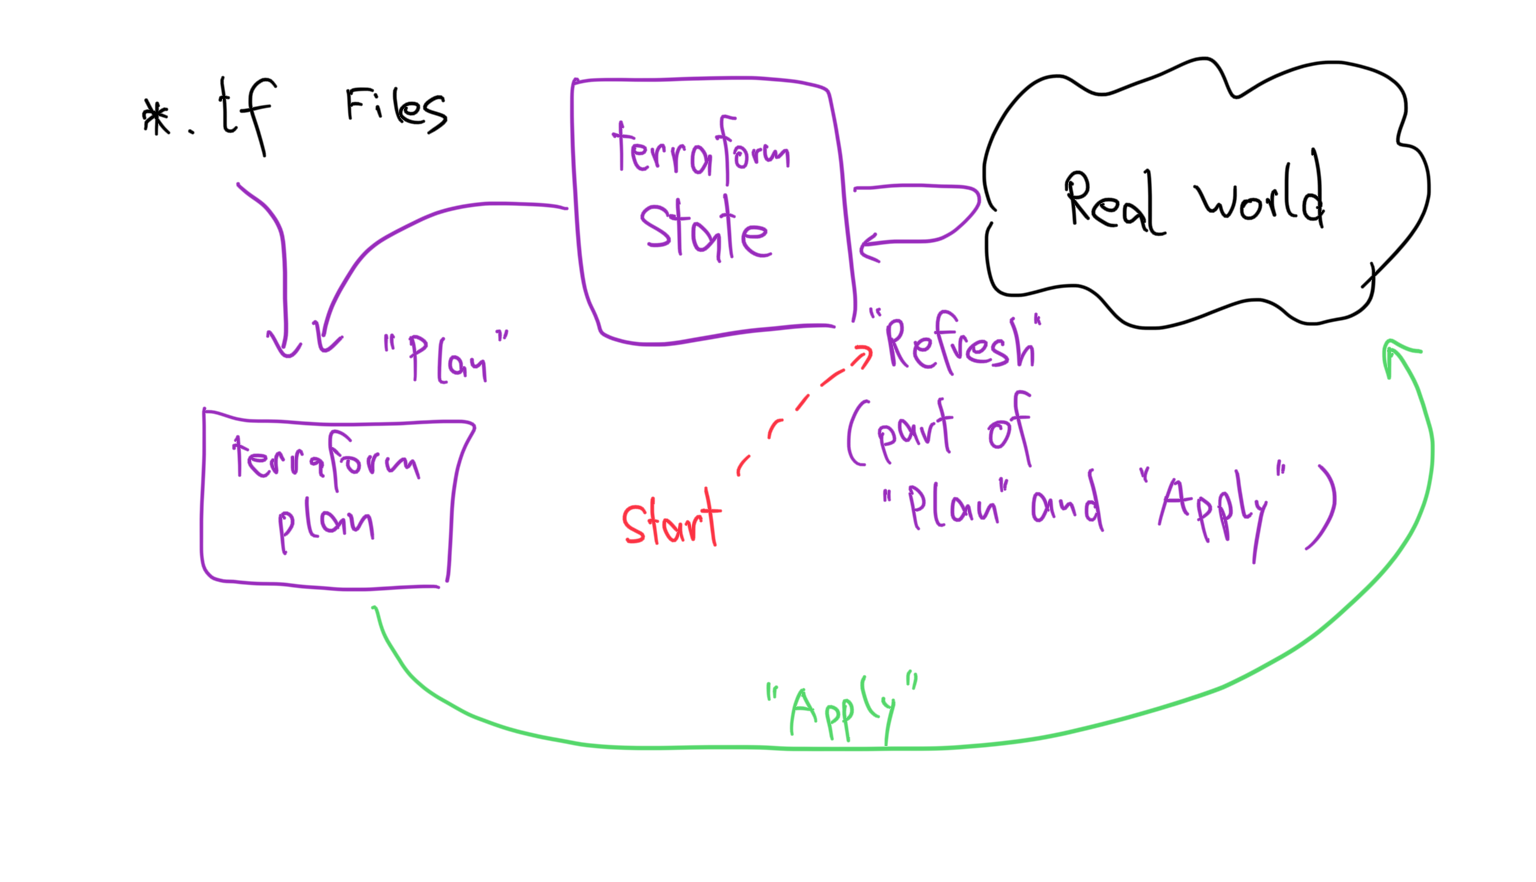 *.tf Files
terraform
State
Real world
"Plan"
"Refresh"
(part of
"Plan" and "Apply")
terraform
plan
Start
"Apply"